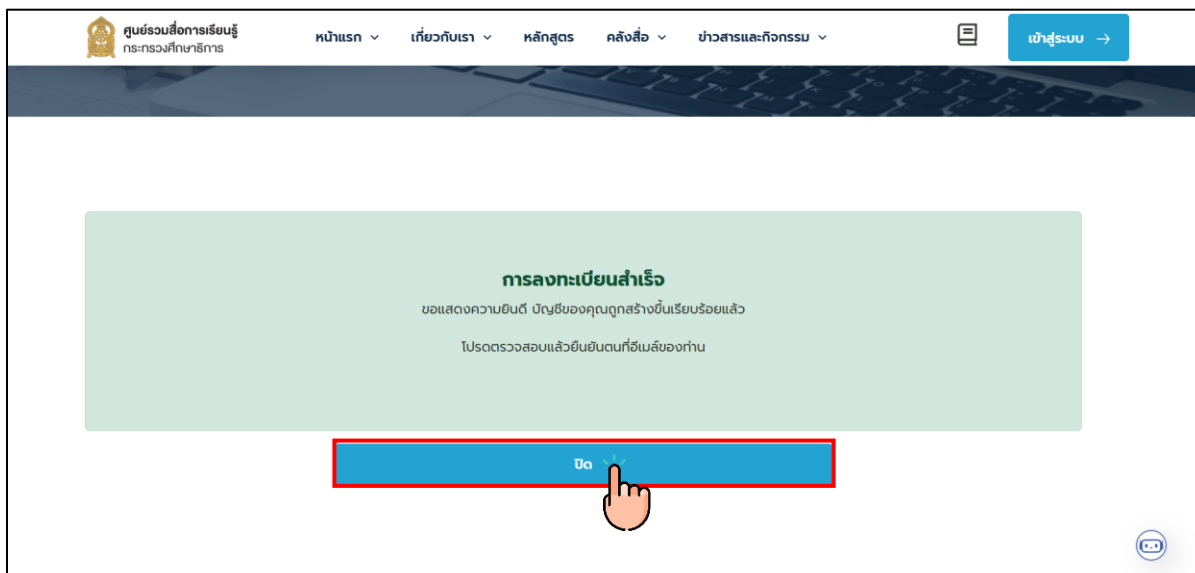 ศูนย์รวมสื่อการเรียนรู้
กระทรวงศึกษาธิการ
หน้าแรก เกี่ยวกับเรา หลักสูตร คลังสื่อ ข่าวสารและกิจกรรม เข้าสู่ระบบ →
การลงทะเบียนสำเร็จ
ขอแสดงความยินดี บัญชีของคุณถูกสร้างขึ้นเรียบร้อยแล้ว
โปรดตรวจสอบแล้วยืนยันตนที่อีเมล์ของท่าน
ปิด